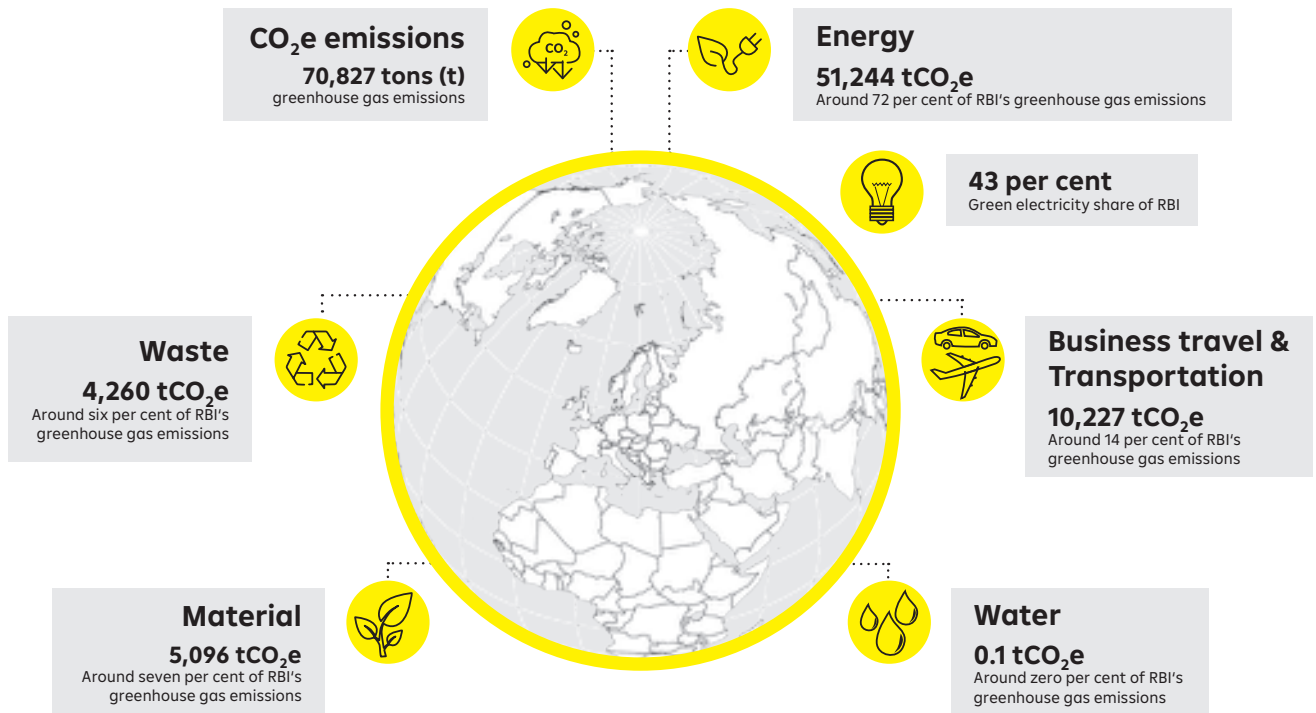 CO₂e emissions
70,827 tons (t)
greenhouse gas emissions
CO₂
Energy
51,244 tCO₂e
Around 72 per cent of RBI's greenhouse gas emissions
43 per cent
Green electricity share of RBI
Waste
4,260 tCO₂e
Around six per cent of RBI's
greenhouse gas emissions
Business travel &
Transportation
10,227 tCO₂e
Around 14 per cent of RBI's
greenhouse gas emissions
Material
5,096 tCO₂e
Around seven per cent of RBI's
greenhouse gas emissions
Water
0.1 tCO₂e
Around zero per cent of RBI's
greenhouse gas emissions